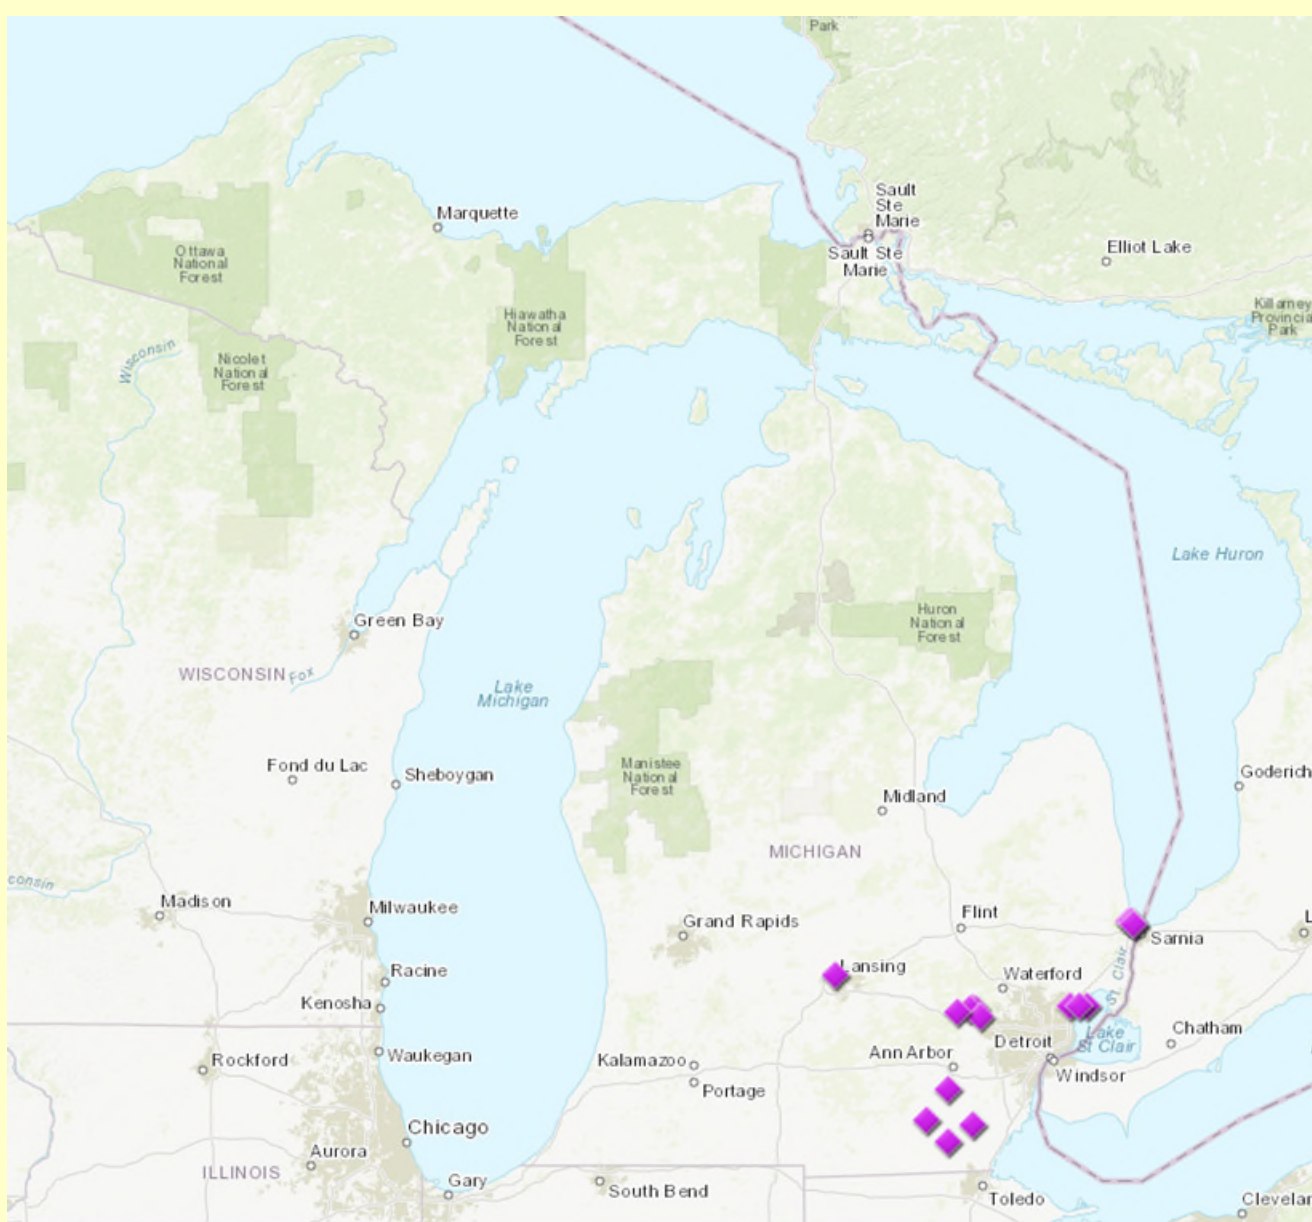 Park
Sault
Ste
Marie
Marquette
Sault Ste
Marie
Elliot Lake
Ottawa
National
Forest
Killarney
Provincia
Park
Hiawatha
National
Forest
Wisconsin
Nicolet
National
Forest
Lake Huron
Huron
National
Forest
Green Bay
WISCONSIN
Fox
Lake
Michigan
Fond du Lac
Sheboygan
Manistee
National
Forest
Goderich
Midland
MICHIGAN
consin
Madison
Milwaukee
Grand Rapids
Flint
L
Sarnia
Racine
Lansing
Waterford
St. Clair
Kenosha
Chatham
Lake
St Clair
Detroit
Rockford
Waukegan
Kalamazoo
Ann Arbor
Windsor
Portage
Chicago
Aurora
ILLINOIS
Gary
South Bend
Toledo
Clevelan